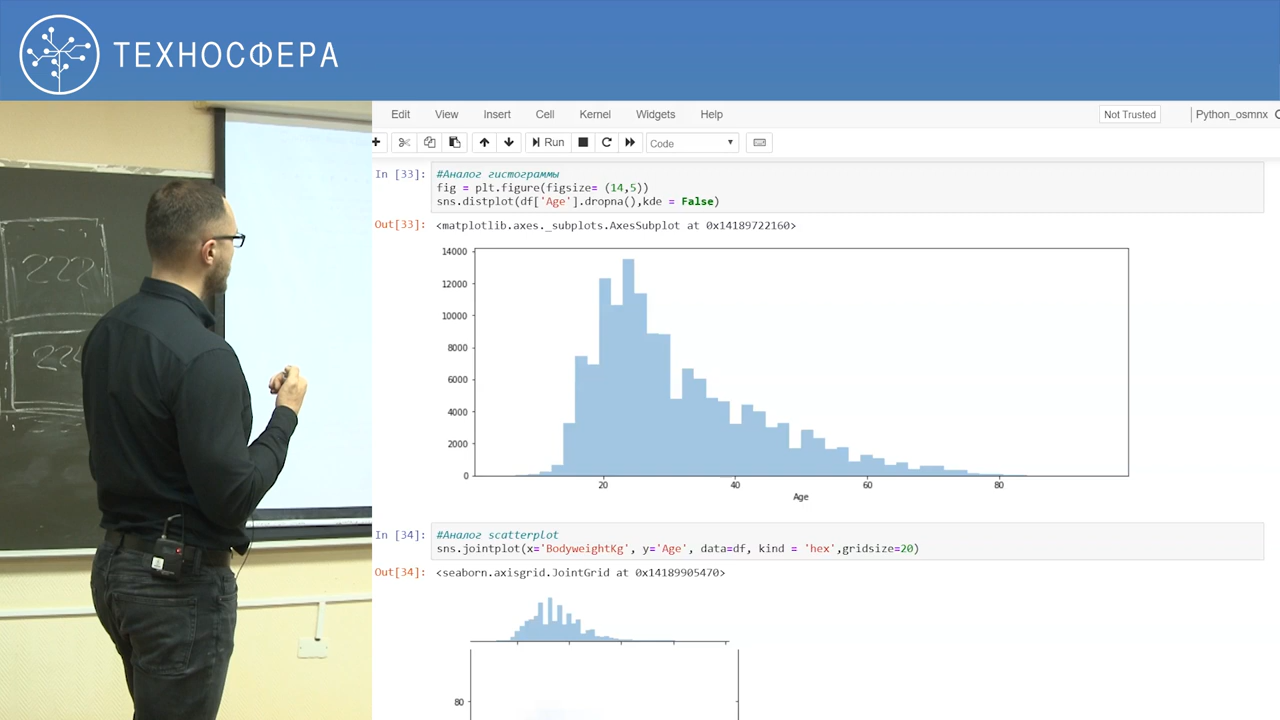 ТЕХНОСФЕРА
Edit View Insert Cell Kernel Widgets Help
Not Trusted
Python_osmnx
Run
Code
In [33]:
#Аналог гистограммы
fig = plt.figure(figsize= (14,5))
sns.distplot(df['Age'].dropna(),kde = False)
Out[33]: <matplotlib.axes._subplots.AxesSubplot at 0x14189722160>
14000
12000
10000
8000
6000
4000
2000
0
20 40 60 80
Age
In [34]:
#Аналог scatterplot
sns.jointplot(x='BodyweightKg', y='Age', data=df, kind = 'hex',gridsize=20)
Out[34]: <seaborn.axisgrid.JointGrid at 0x14189905470>
80
222